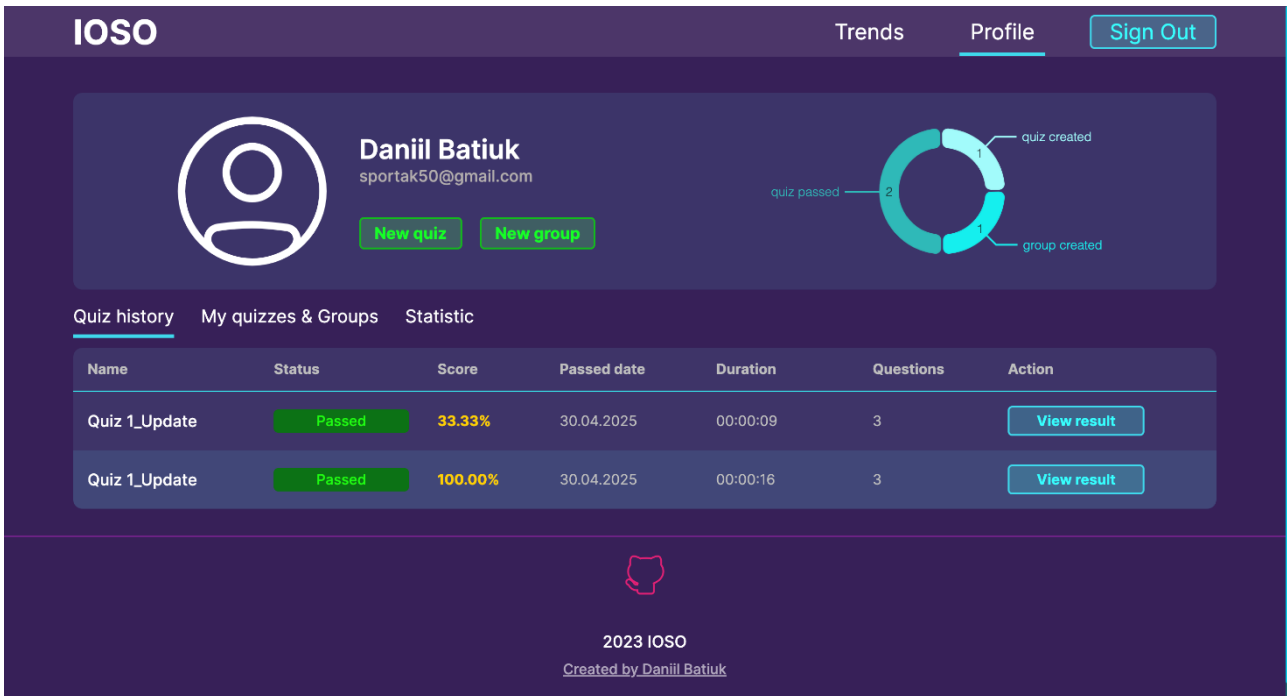 IOSO
Trends Profile Sign Out
Daniil Batiuk
sportak50@gmail.com
New quiz New group
quiz created
1
quiz passed
2
1
group created
Quiz history My quizzes & Groups Statistic
Name Status Score Passed date Duration Questions Action
Quiz 1_Update Passed 33.33% 30.04.2025 00:00:09 3 View result
Quiz 1_Update Passed 100.00% 30.04.2025 00:00:16 3 View result
2023 IOSO
Created by Daniil Batiuk